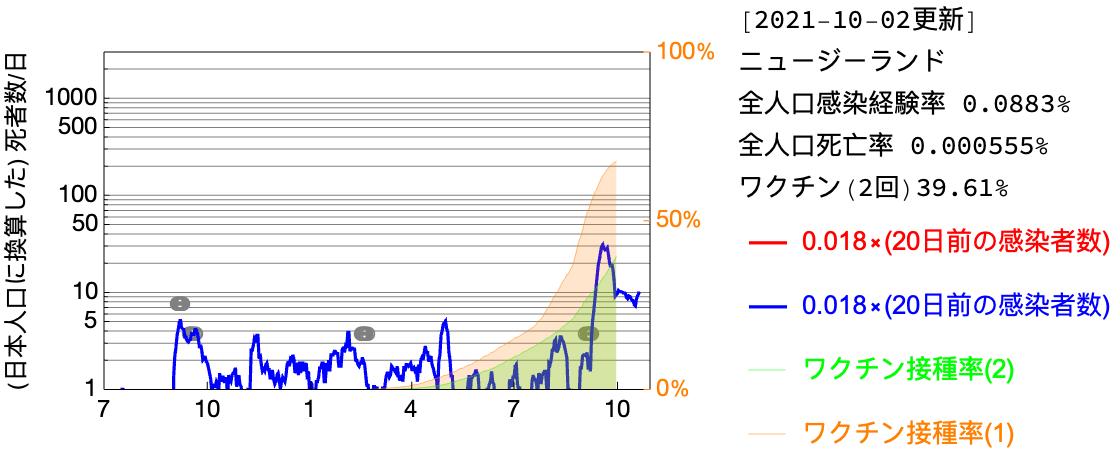 [2021-10-02更新]
ニュージーランド
全人口感染経験率 0.0883%
全人口死亡率 0.000555%
ワクチン(2回)39.61%
0.018×(20日前の感染者数)
0.018×(20日前の感染者数)
ワクチン接種率(2)
ワクチン接種率(1)
(日本人口に換算した) 死者数/日
1000
500
100
50
10
5
1
100%
50%
0%
7 10 1 4 7 10